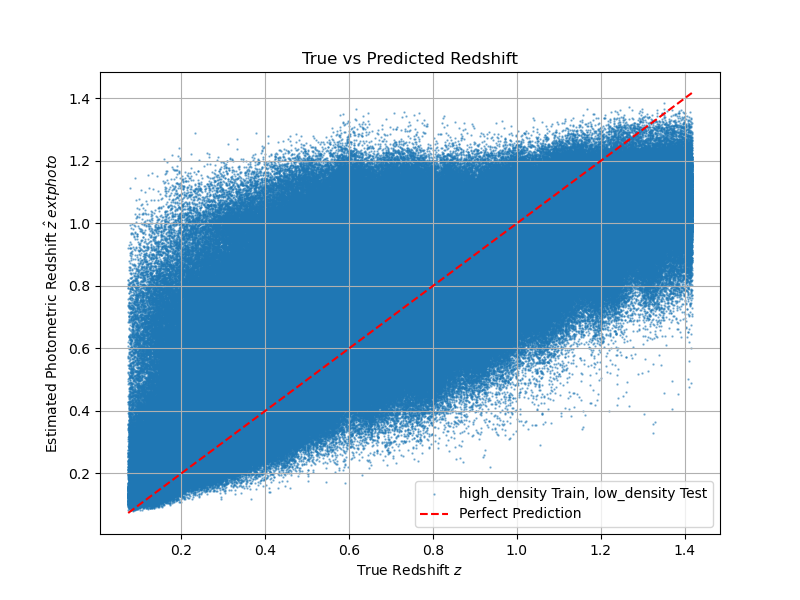 True vs Predicted Redshift
Estimated Photometric Redshift ẑ extphoto
1.4
1.2
1.0
0.8
0.6
0.4
0.2
0.2 0.4 0.6 0.8 1.0 1.2 1.4
True Redshift z
high_density Train, low_density Test
Perfect Prediction